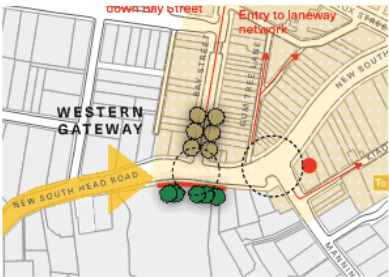 down Bay Street
Entry to laneway
network
BAY STREET
GUM TREE LANE
NEW SOUTH
WESTERN
GATEWAY
NEW SOUTH HEAD ROAD
To
MANNING